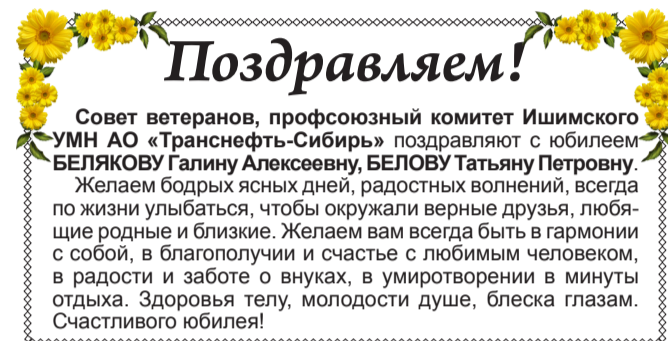 Поздравляем!
Совет ветеранов, профсоюзный комитет Ишимского
УМН АО «Транснефть-Сибирь» поздравляют с юбилеем
БЕЛЯКОВУ Галину Алексеевну, БЕЛОВУ Татьяну Петровну.
Желаем бодрых ясных дней, радостных волнений, всегда
по жизни улыбаться, чтобы окружали верные друзья, любя-
щие родные и близкие. Желаем вам всегда быть в гармонии
с собой, в благополучии и счастье с любимым человеком,
в радости и заботе о внуках, в умиротворении в минуты
отдыха. Здоровья телу, молодости душе, блеска глазам.
Счастливого юбилея!